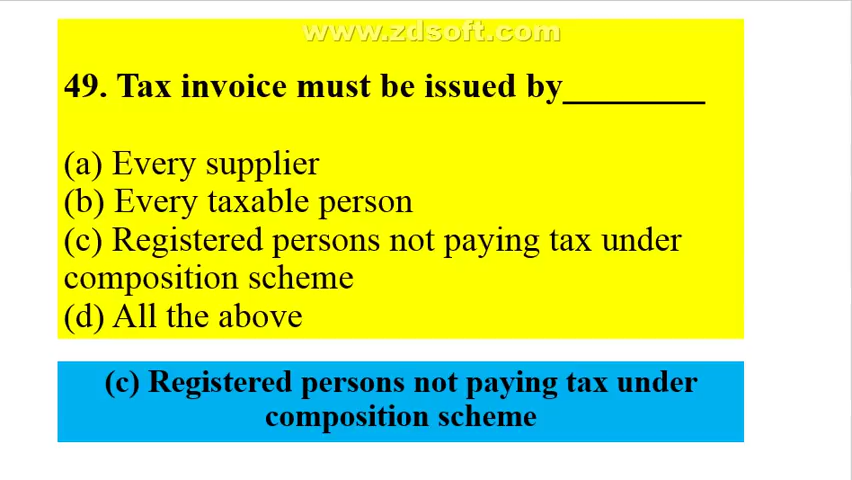 www.zdsoft.com
49. Tax invoice must be issued by________
(a) Every supplier
(b) Every taxable person
(c) Registered persons not paying tax under
composition scheme
(d) All the above
(c) Registered persons not paying tax under
composition scheme